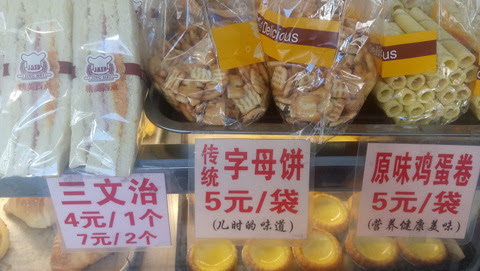 Delicious
Delicious
三文治
4元/1个
7元/2个
传统字母饼
5元/袋
(儿时的味道)
原味鸡蛋卷
5元/袋
(营养健康美味)